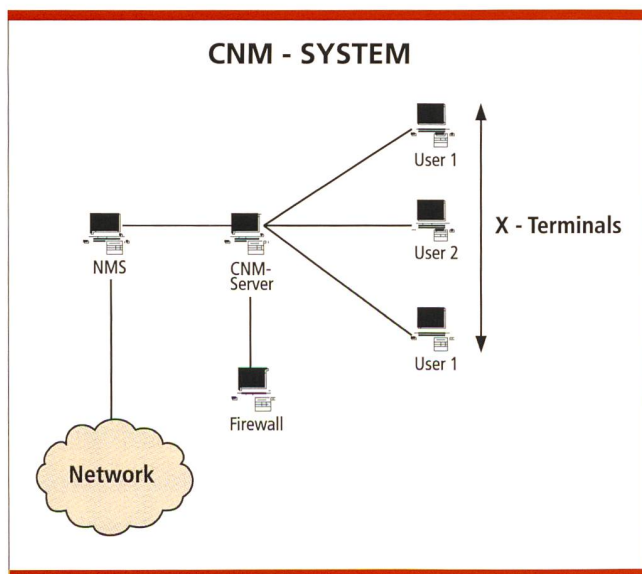 CNM - SYSTEM
User 1
X - Terminals
NMS
CNM-
Server
User 2
User 1
Firewall
Network